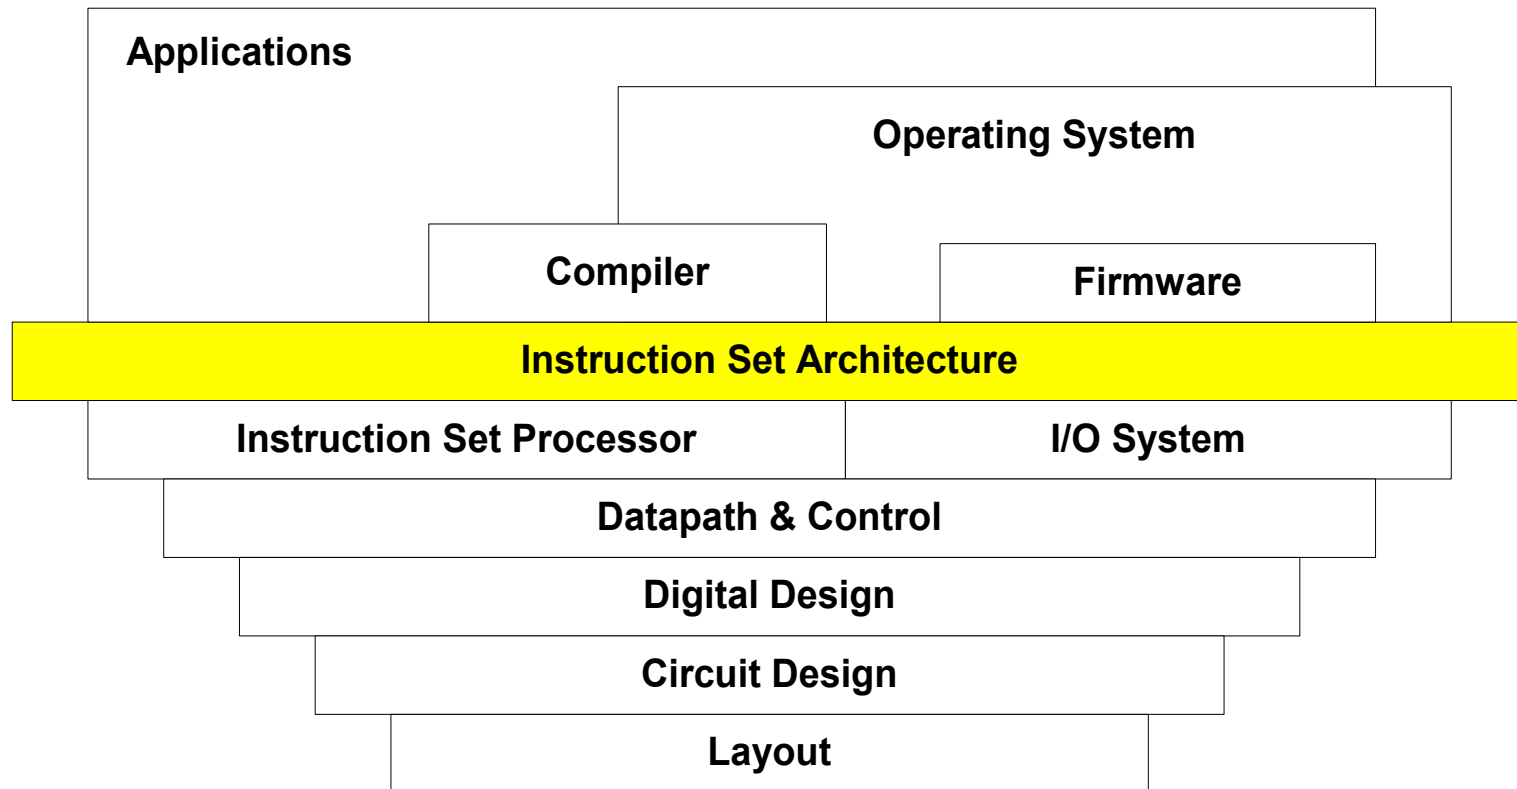 Applications
Operating System
Compiler
Firmware
Instruction Set Architecture
Instruction Set Processor
I/O System
Datapath & Control
Digital Design
Circuit Design
Layout